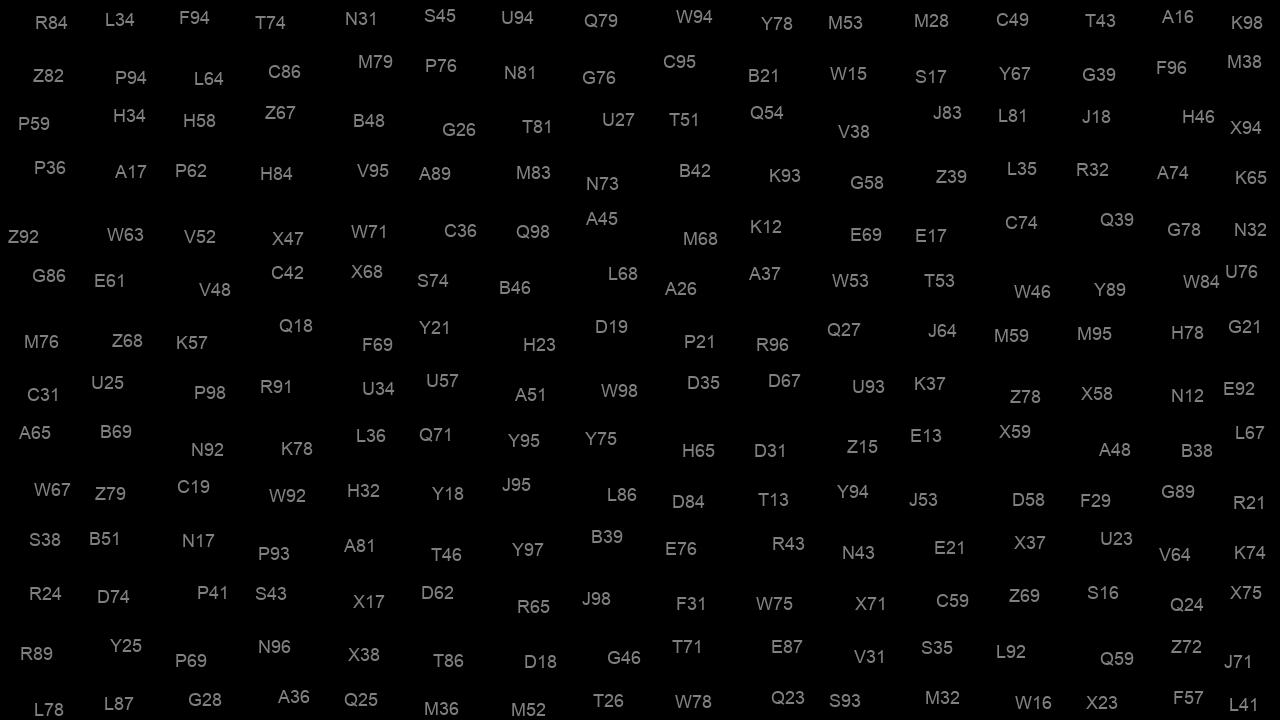 R84 L34 F94 T74 N31 S45 U94 Q79 W94 Y78 M53 M28 C49 T43 A16 K98
Z82 P94 L64 C86 M79 P76 N81 G76 C95 B21 W15 S17 Y67 G39 F96 M38
P59 H34 H58 Z67 B48 G26 T81 U27 T51 Q54 V38 J83 L81 J18 H46 X94
P36 A17 P62 H84 V95 A89 M83 N73 B42 K93 G58 Z39 L35 R32 A74 K65
Z92 W63 V52 X47 W71 C36 Q98 A45 M68 K12 E69 E17 C74 Q39 G78 N32
G86 E61 V48 C42 X68 S74 B46 L68 A26 A37 W53 T53 W46 Y89 W84 U76
M76 Z68 K57 Q18 F69 Y21 H23 D19 P21 R96 Q27 J64 M59 M95 H78 G21
C31 U25 P98 R91 U34 U57 A51 W98 D35 D67 U93 K37 Z78 X58 N12 E92
A65 B69 N92 K78 L36 Q71 Y95 Y75 H65 D31 Z15 E13 X59 A48 B38 L67
W67 Z79 C19 W92 H32 Y18 J95 L86 D84 T13 Y94 J53 D58 F29 G89 R21
S38 B51 N17 P93 A81 T46 Y97 B39 E76 R43 N43 E21 X37 U23 V64 K74
R24 D74 P41 S43 X17 D62 R65 J98 F31 W75 X71 C59 Z69 S16 Q24 X75
R89 Y25 P69 N96 X38 T86 D18 G46 T71 E87 V31 S35 L92 Q59 Z72 J71
L78 L87 G28 A36 Q25 M36 M52 T26 W78 Q23 S93 M32 W16 X23 F57 L41